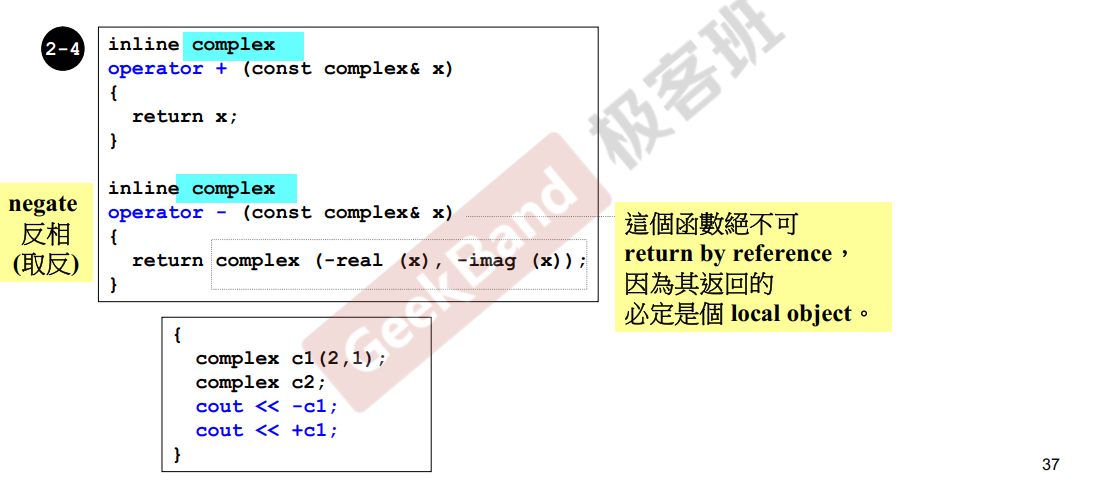 2-4
inline complex
operator + (const complex& x)
{
  return x;
}
inline complex
operator - (const complex& x)
{
  return complex (-real (x), -imag (x));
}
negate
反相
(取反)
這個函數絕不可
return by reference，
因為其返回的
必定是個 local object。
{
  complex c1(2,1);
  complex c2;
  cout << -c1;
  cout << +c1;
}
GeekBand 极客班
37